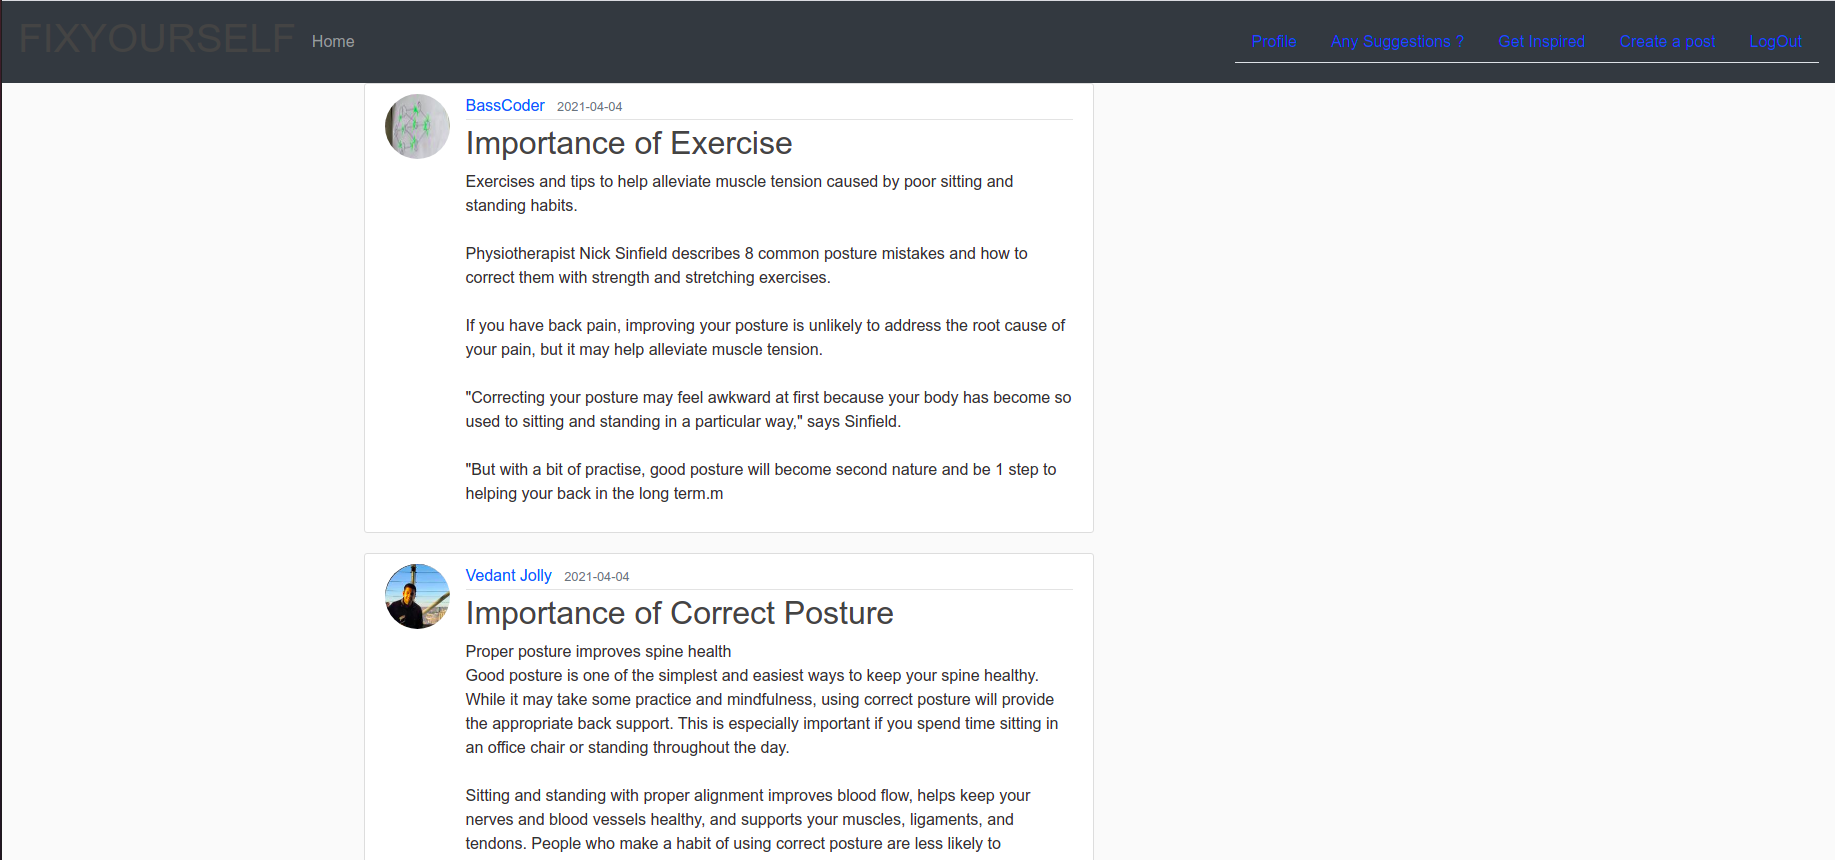 FIXYOURSELF Home Profile Any Suggestions ? Get Inspired Create a post LogOut
BassCoder 2021-04-04
Importance of Exercise
Exercises and tips to help alleviate muscle tension caused by poor sitting and
standing habits.
Physiotherapist Nick Sinfield describes 8 common posture mistakes and how to
correct them with strength and stretching exercises.
If you have back pain, improving your posture is unlikely to address the root cause of
your pain, but it may help alleviate muscle tension.
"Correcting your posture may feel awkward at first because your body has become so
used to sitting and standing in a particular way," says Sinfield.
"But with a bit of practise, good posture will become second nature and be 1 step to
helping your back in the long term.m
Vedant Jolly 2021-04-04
Importance of Correct Posture
Proper posture improves spine health
Good posture is one of the simplest and easiest ways to keep your spine healthy.
While it may take some practice and mindfulness, using correct posture will provide
the appropriate back support. This is especially important if you spend time sitting in
an office chair or standing throughout the day.
Sitting and standing with proper alignment improves blood flow, helps keep your
nerves and blood vessels healthy, and supports your muscles, ligaments, and
tendons. People who make a habit of using correct posture are less likely to